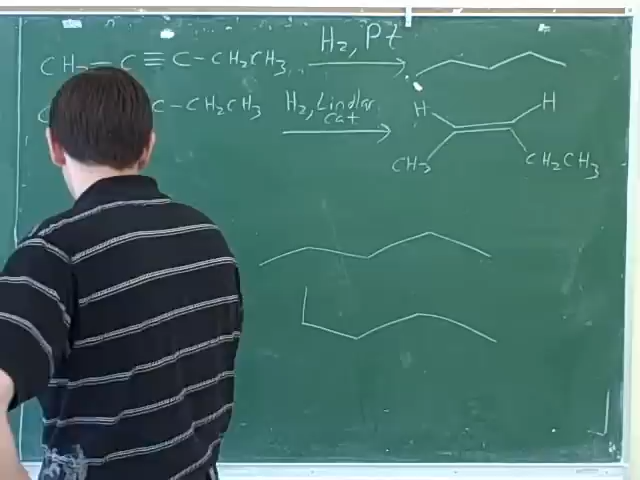 CH₃ — C ≡ C – CH₂CH₃ H₂, Pt
C – CH₂CH₃ H₂, Lindlar cat
H H
CH₃ CH₂CH₃